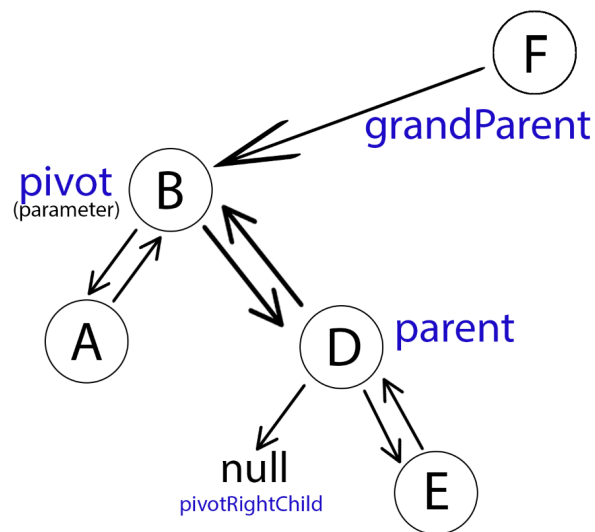 F
grandParent
pivot
(parameter)
B
A
D
parent
null
pivotRightChild
E